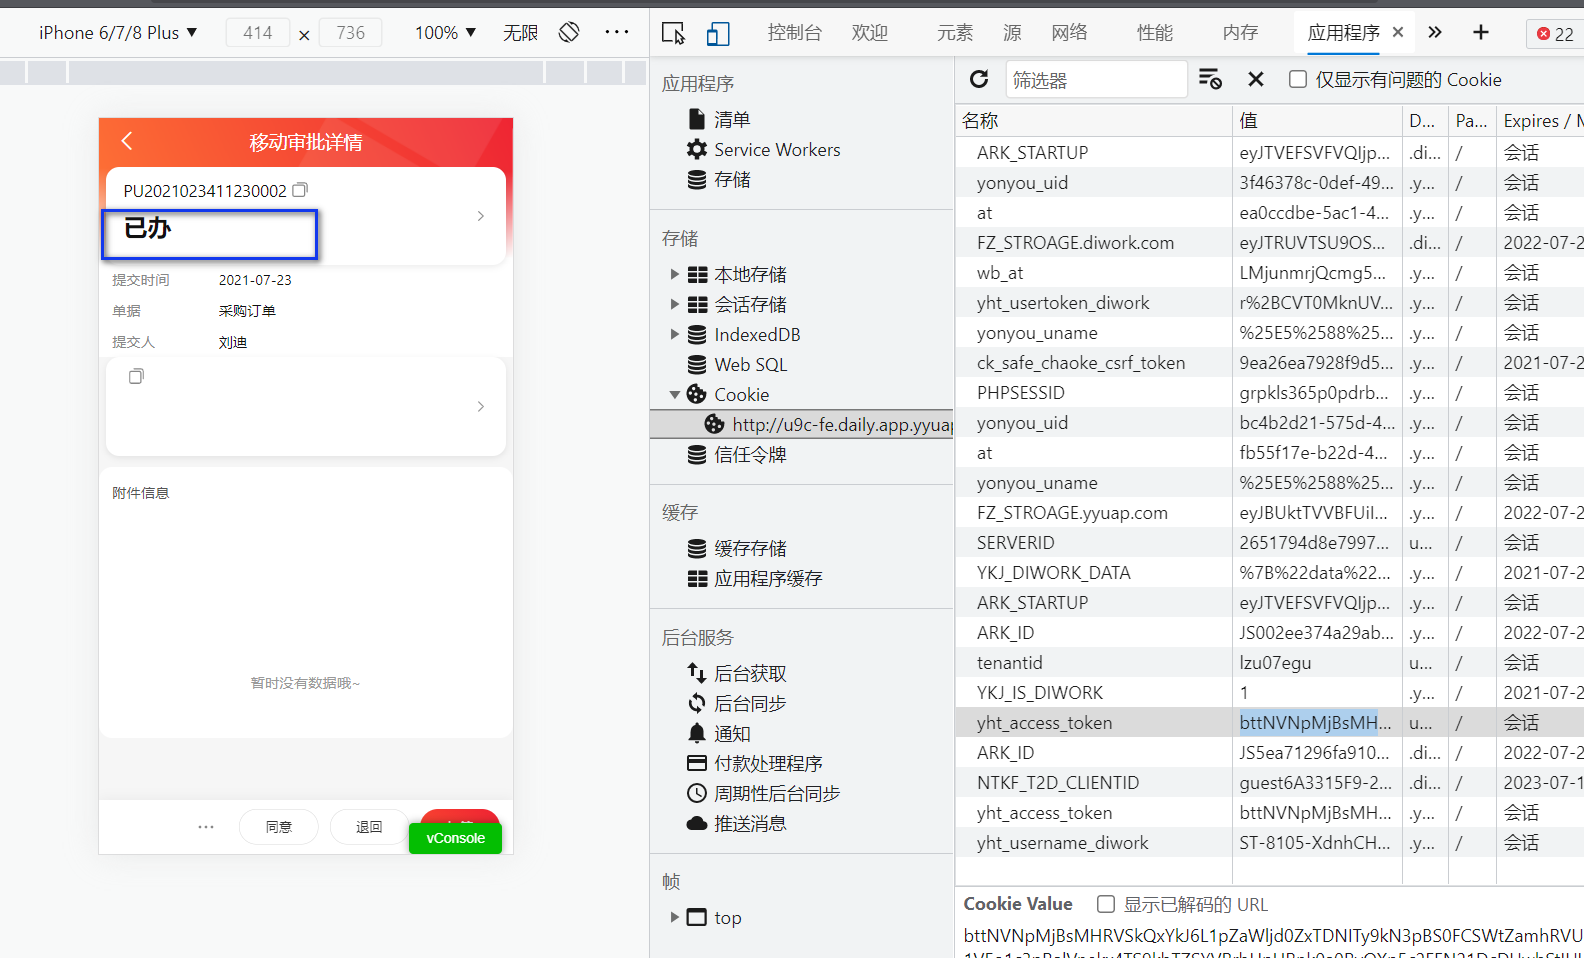 iPhone 6/7/8 Plus ▼ 414 × 736 100% ▼ 无限 ···
控制台 欢迎 元素 源 网络 性能 内存 应用程序 × » + 22
移动审批详情
PU2021023411230002
已办
提交时间 2021-07-23
单据 采购订单
提交人 刘迪
附件信息
暂时没有数据哦~
··· 同意 退回
vConsole
应用程序
清单
Service Workers
存储
存储
本地存储
会话存储
IndexedDB
Web SQL
Cookie
http://u9c-fe.daily.app.yyuap
信任令牌
缓存
缓存存储
应用程序缓存
后台服务
后台获取
后台同步
通知
付款处理程序
周期性后台同步
推送消息
帧
top
筛选器 仅显示有问题的 Cookie
名称 值 D... Pa... Expires / M
ARK_STARTUP eyJTVEFSVFVQIjp... .di... / 会话
yonyou_uid 3f46378c-0def-49... .y... / 会话
at ea0ccdbe-5ac1-4... .y... / 会话
FZ_STROAGE.diwork.com eyJTRUVTSU9OS... .di... / 2022-07-2
wb_at LMjunmrjQcmg5... .y... / 会话
yht_usertoken_diwork r%2BCVT0MknUV... .y... / 会话
yonyou_uname %25E5%2588%25... .y... / 会话
ck_safe_chaoke_csrf_token 9ea26ea7928f9d5... .y... / 2021-07-2
PHPSESSID grpkls365p0pdrb... .y... / 会话
yonyou_uid bc4b2d21-575d-4... .y... / 会话
at fb55f17e-b22d-4... .y... / 会话
yonyou_uname %25E5%2588%25... .y... / 会话
FZ_STROAGE.yyuap.com eyJBUktTVVBFUiI... .y... / 2022-07-2
SERVERID 2651794d8e7997... u... / 会话
YKJ_DIWORK_DATA %7B%22data%22... .y... / 2021-07-2
ARK_STARTUP eyJTVEFSVFVQIjp... .y... / 会话
ARK_ID JS002ee374a29ab... .y... / 2022-07-2
tenantid lzu07egu u... / 会话
YKJ_IS_DIWORK 1 .y... / 2021-07-2
yht_access_token bttNVNpMjBsMH... u... / 会话
ARK_ID JS5ea71296fa910... .di... / 2022-07-2
NTKF_T2D_CLIENTID guest6A3315F9-2... .di... / 2023-07-1
yht_access_token bttNVNpMjBsMH... .y... / 会话
yht_username_diwork ST-8105-XdnhCH... .y... / 会话
Cookie Value 显示已解码的 URL
bttNVNpMjBsMHRVSkQxYkJ6L1pZaWljd0ZxTDNITy9kN3pBS0FCSWtZamhRVU